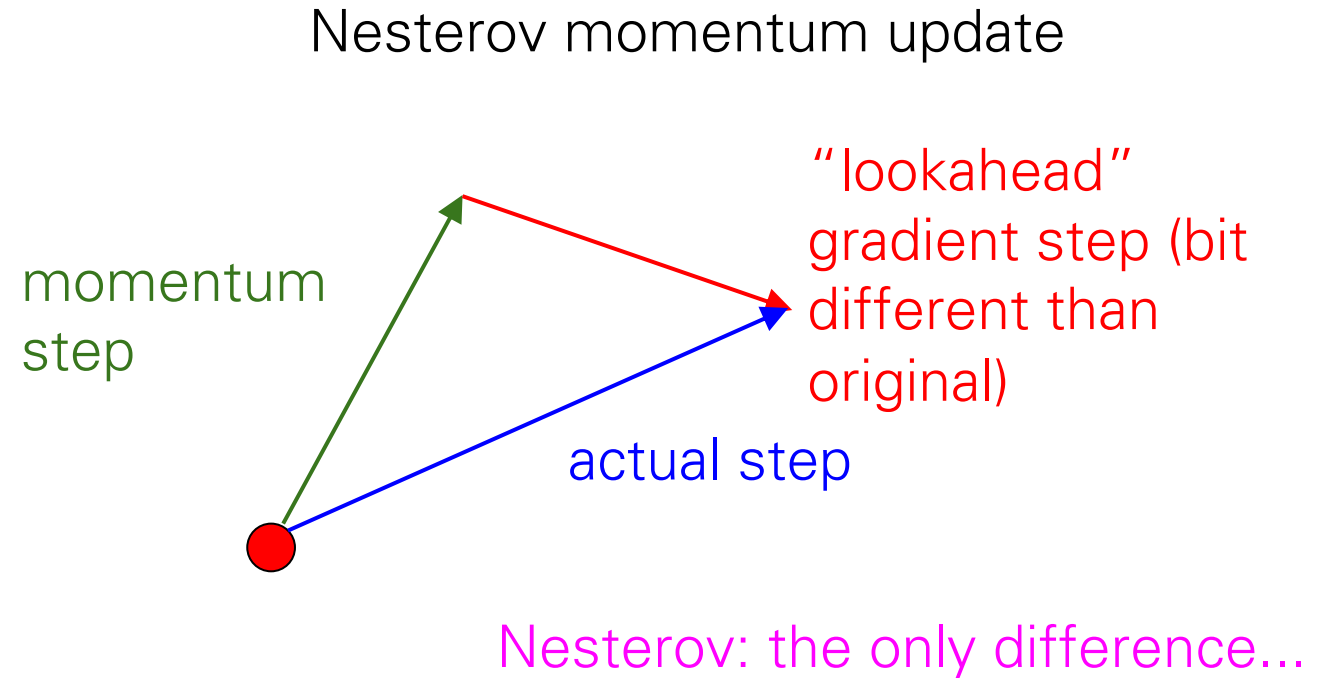 Nesterov momentum update
“lookahead”
gradient step (bit
different than
original)
momentum
step
actual step
Nesterov: the only difference...